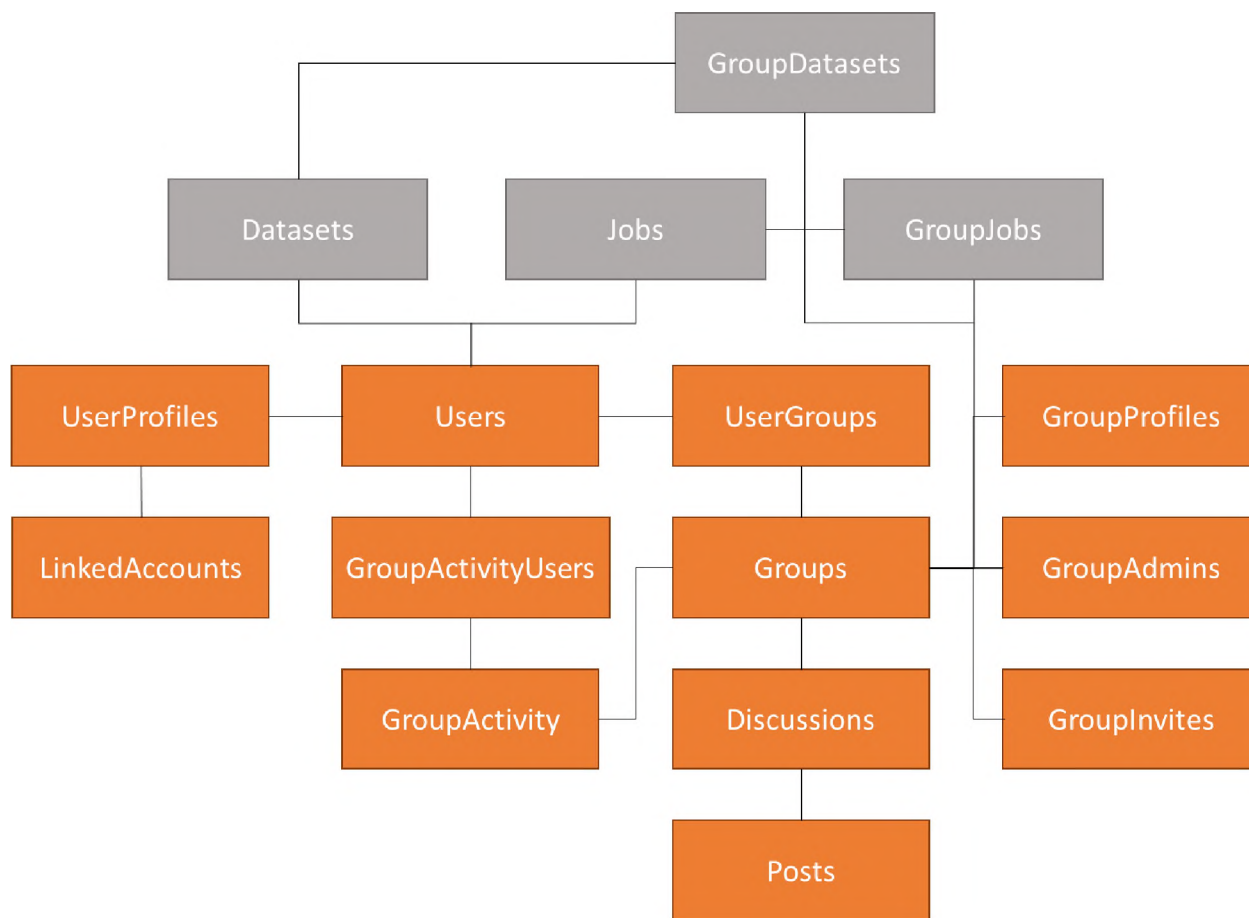 GroupDatasets
Datasets
Jobs
GroupJobs
UserProfiles
Users
UserGroups
GroupProfiles
LinkedAccounts
GroupActivityUsers
Groups
GroupAdmins
GroupActivity
Discussions
GroupInvites
Posts